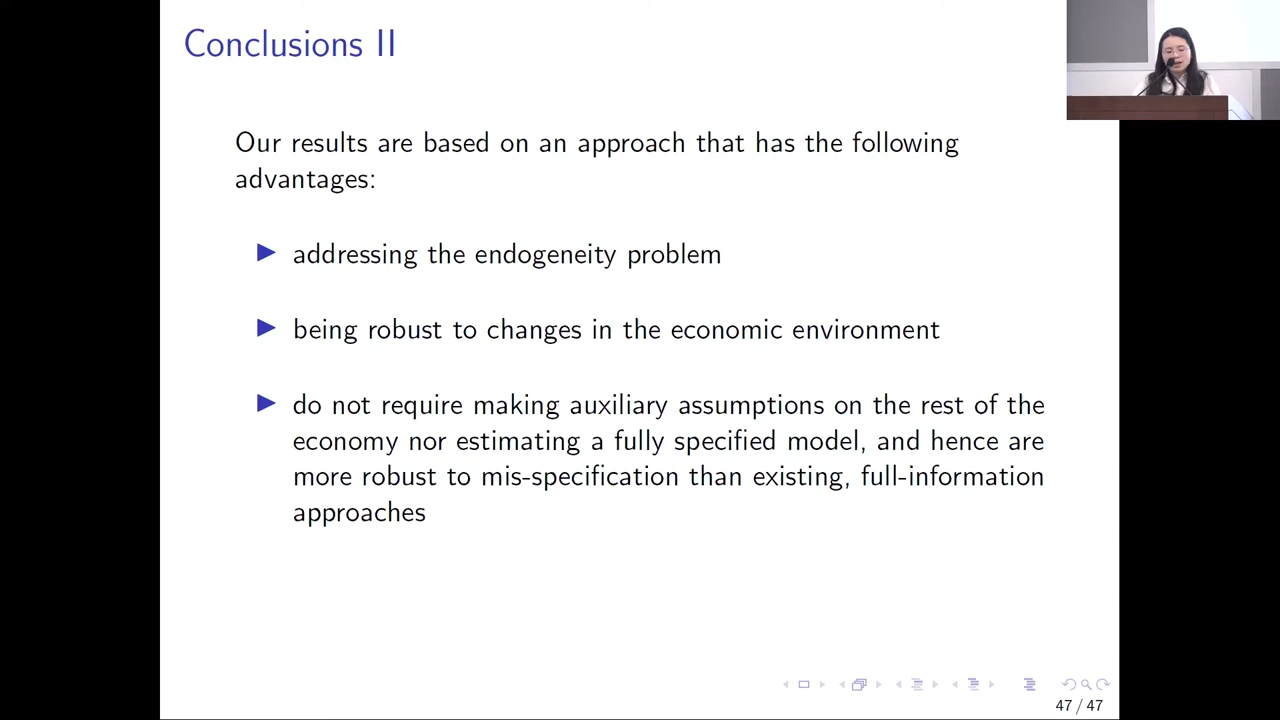 Conclusions II
Our results are based on an approach that has the following
advantages:
addressing the endogeneity problem
being robust to changes in the economic environment
do not require making auxiliary assumptions on the rest of the
economy nor estimating a fully specified model, and hence are
more robust to mis-specification than existing, full-information
approaches
47 / 47